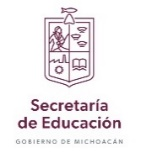 Secretaría
de Educación
GOBIERNO DE MICHOACÁN